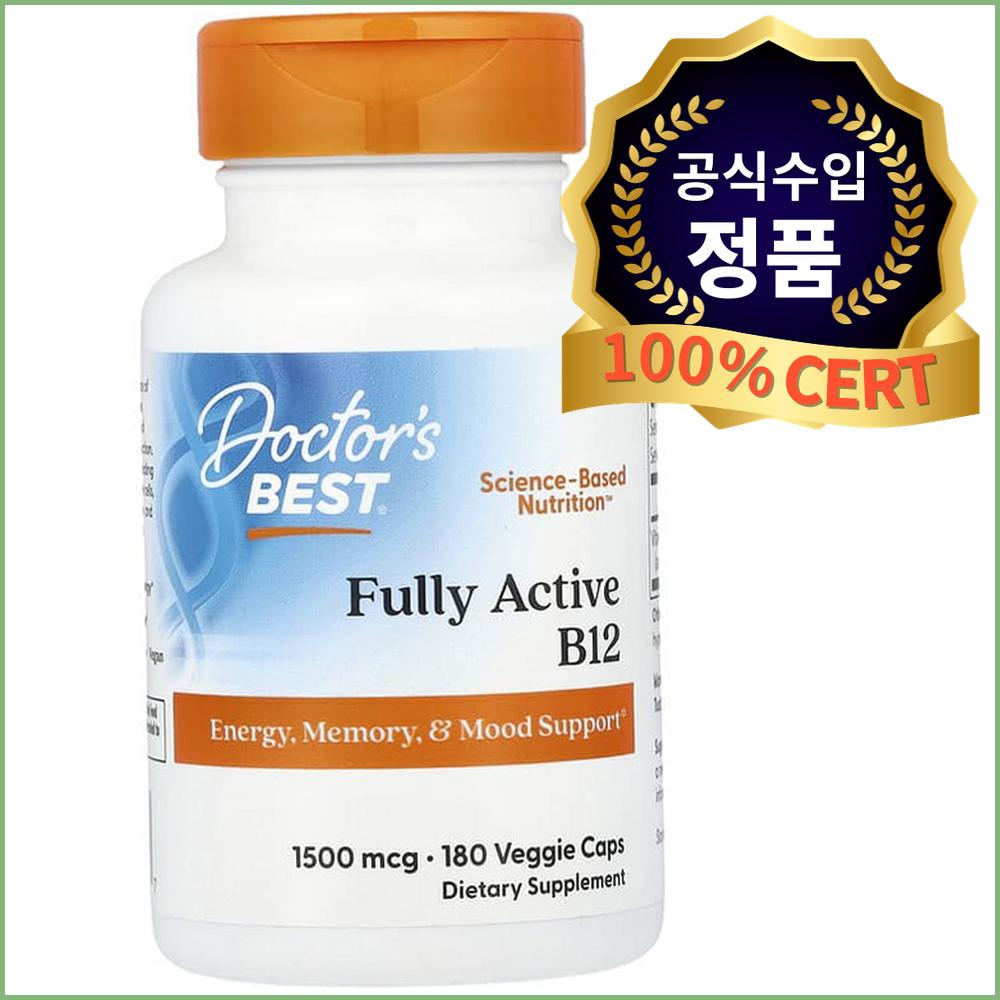 공식수입
정품
100% CERT
Doctor's
BEST®
Science-Based
Nutrition™
Fully Active
B12
Energy, Memory, & Mood Support*
1500 mcg • 180 Veggie Caps
Dietary Supplement
Vegan